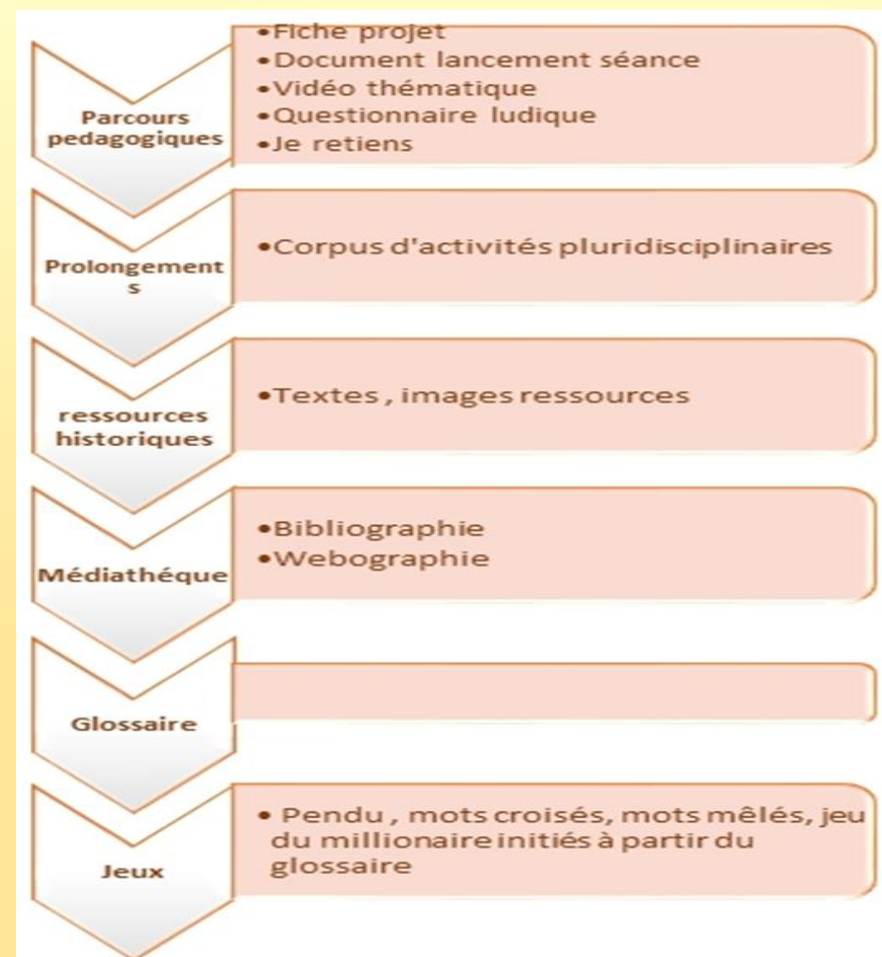 Parcours
pedagogiques
•Fiche projet
•Document lancement séance
•Vidéo thématique
•Questionnaire ludique
•Je retiens
Prolongement
s
•Corpus d'activités pluridisciplinaires
ressources
historiques
•Textes , images ressources
Médiathéque
•Bibliographie
•Webographie
Glossaire
Jeux
• Pendu , mots croisés, mots mêlés, jeu
du millionaire initiés à partir du
glossaire